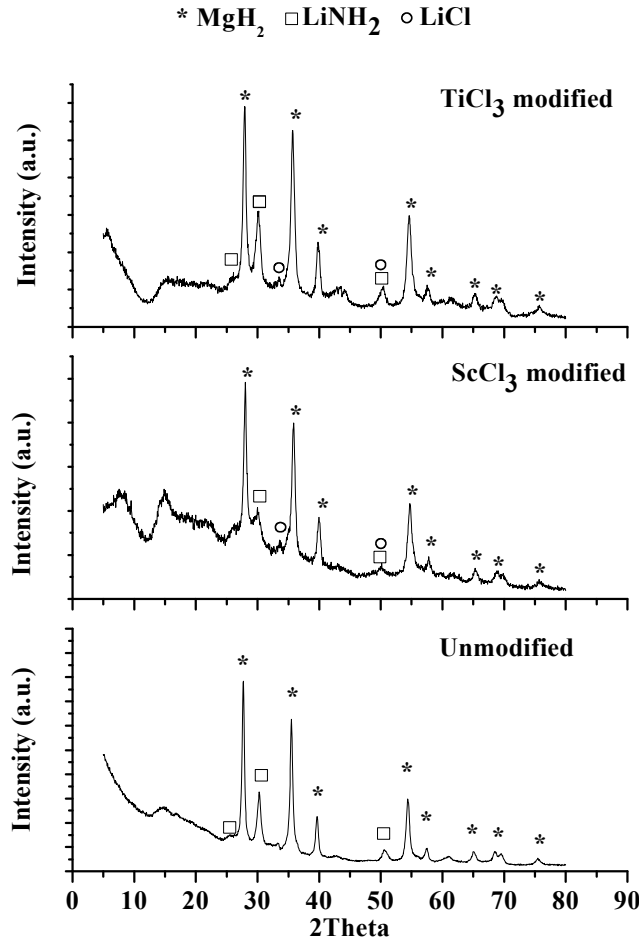 * MgH2 □ LiNH2 ○ LiCl
TiCl3 modified
Intensity (a.u.)
ScCl3 modified
Intensity (a.u.)
Unmodified
Intensity (a.u.)
0 10 20 30 40 50 60 70 80 90
2Theta